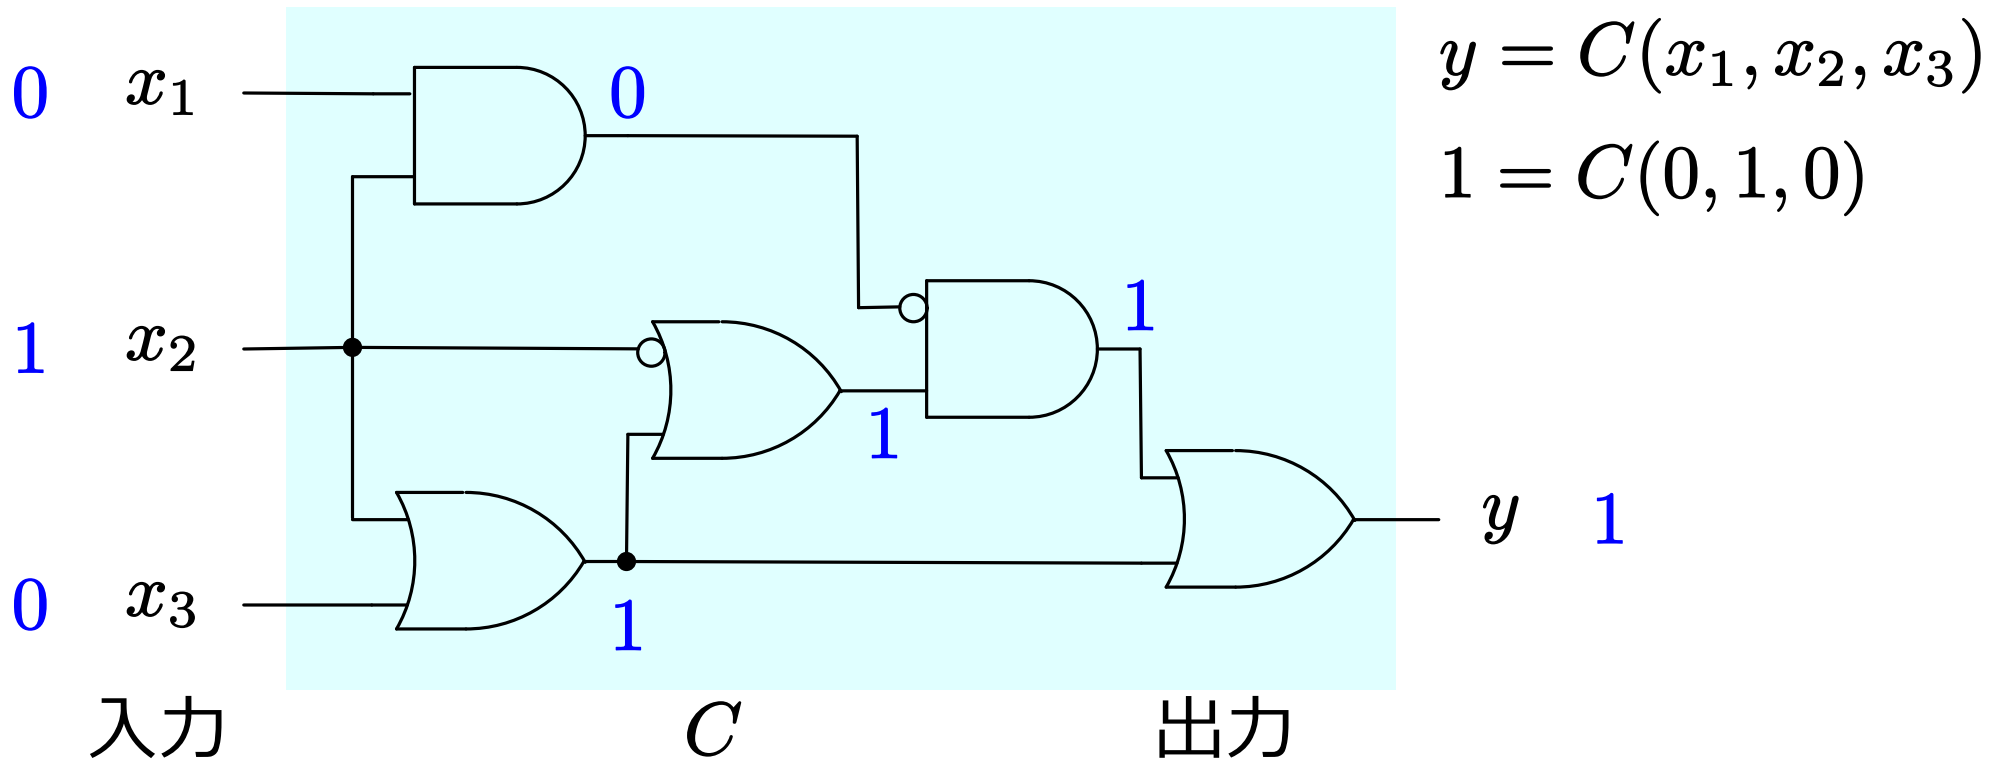 0 x₁ 0 y = C(x₁, x₂, x₃)
1 = C(0, 1, 0)
1
1 x₂
1
y 1
0 x₃ 1
入力 C 出力